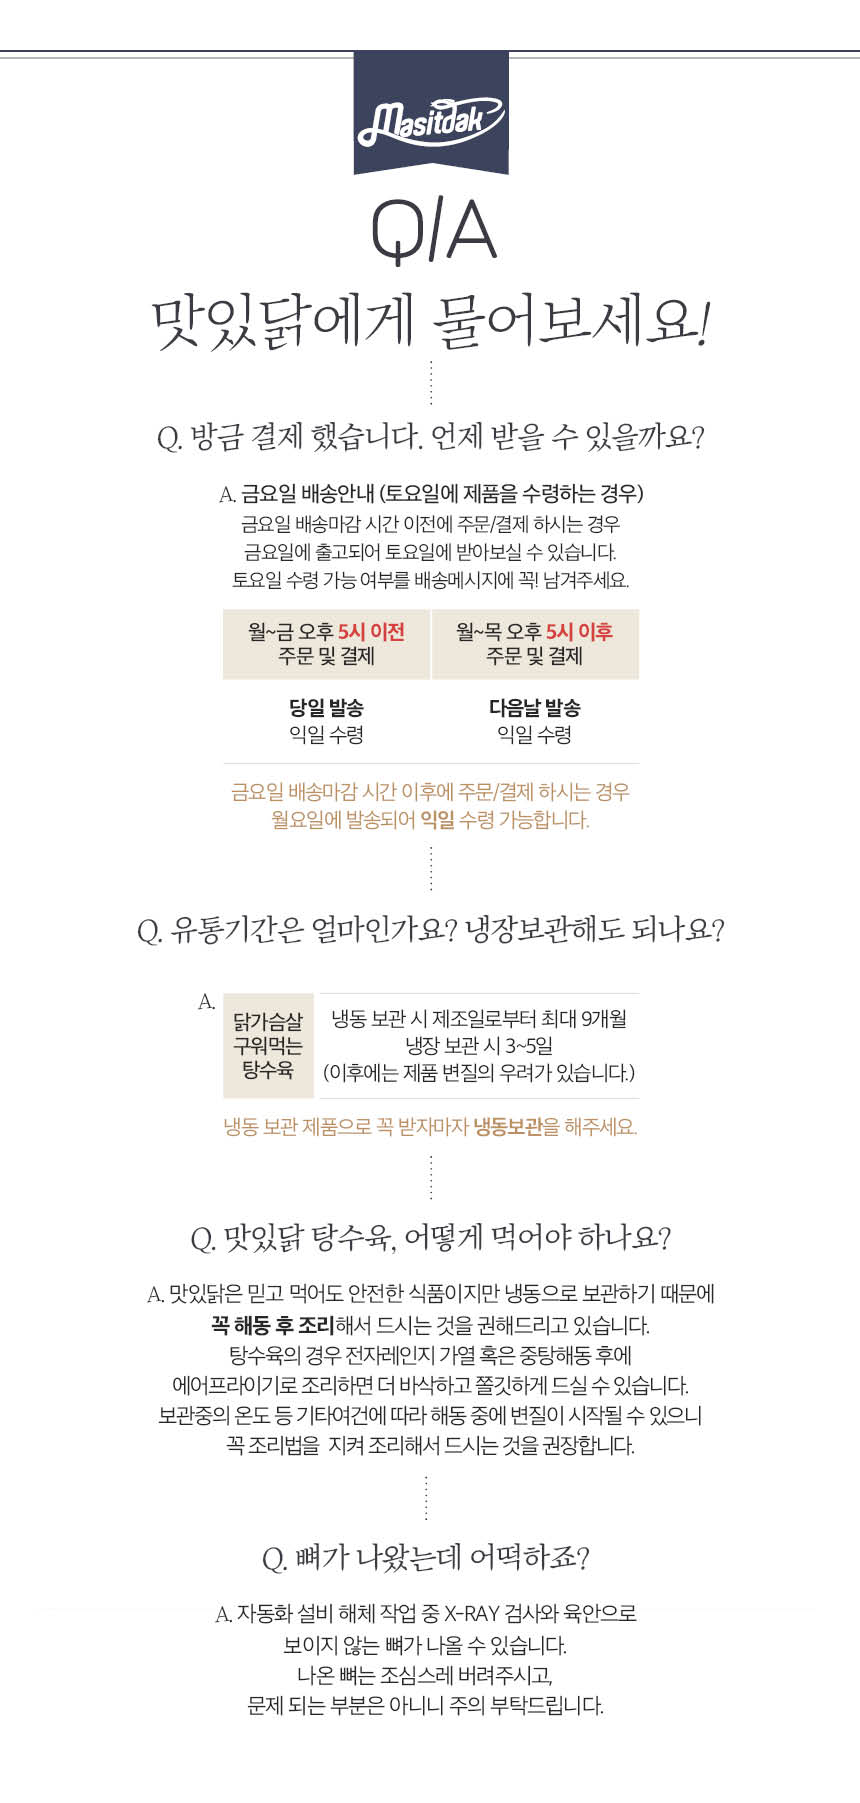 Masitdak
Q/A
맛있닭에게 물어보세요!
Q. 방금 결제 했습니다. 언제 받을 수 있을까요?
A. 금요일 배송안내 (토요일에 제품을 수령하는 경우)
금요일 배송마감 시간 이전에 주문/결제 하시는 경우
금요일에 출고되어 토요일에 받아보실 수 있습니다.
토요일 수령 가능 여부를 배송메시지에 꼭! 남겨주세요.
월~금 오후 5시 이전
주문 및 결제
월~목 오후 5시 이후
주문 및 결제
당일 발송
익일 수령
다음날 발송
익일 수령
금요일 배송마감 시간 이후에 주문/결제 하시는 경우
월요일에 발송되어 익일 수령 가능합니다.
Q. 유통기간은 얼마인가요? 냉장보관해도 되나요?
A.
닭가슴살
구워먹는
탕수육
냉동 보관 시 제조일로부터 최대 9개월
냉장 보관 시 3~5일
(이후에는 제품 변질의 우려가 있습니다.)
냉동 보관 제품으로 꼭 받자마자 냉동보관을 해주세요.
Q. 맛있닭 탕수육, 어떻게 먹어야 하나요?
A. 맛있닭은 믿고 먹어도 안전한 식품이지만 냉동으로 보관하기 때문에
꼭 해동 후 조리해서 드시는 것을 권해드리고 있습니다.
탕수육의 경우 전자레인지 가열 혹은 중탕해동 후에
에어프라이기로 조리하면 더 바삭하고 쫄깃하게 드실 수 있습니다.
보관중의 온도 등 기타여건에 따라 해동 중에 변질이 시작될 수 있으니
꼭 조리법을 지켜 조리해서 드시는 것을 권장합니다.
Q. 뼈가 나왔는데 어떡하죠?
A. 자동화 설비 해체 작업 중 X-RAY 검사와 육안으로
보이지 않는 뼈가 나올 수 있습니다.
나온 뼈는 조심스레 버려주시고,
문제 되는 부분은 아니니 주의 부탁드립니다.